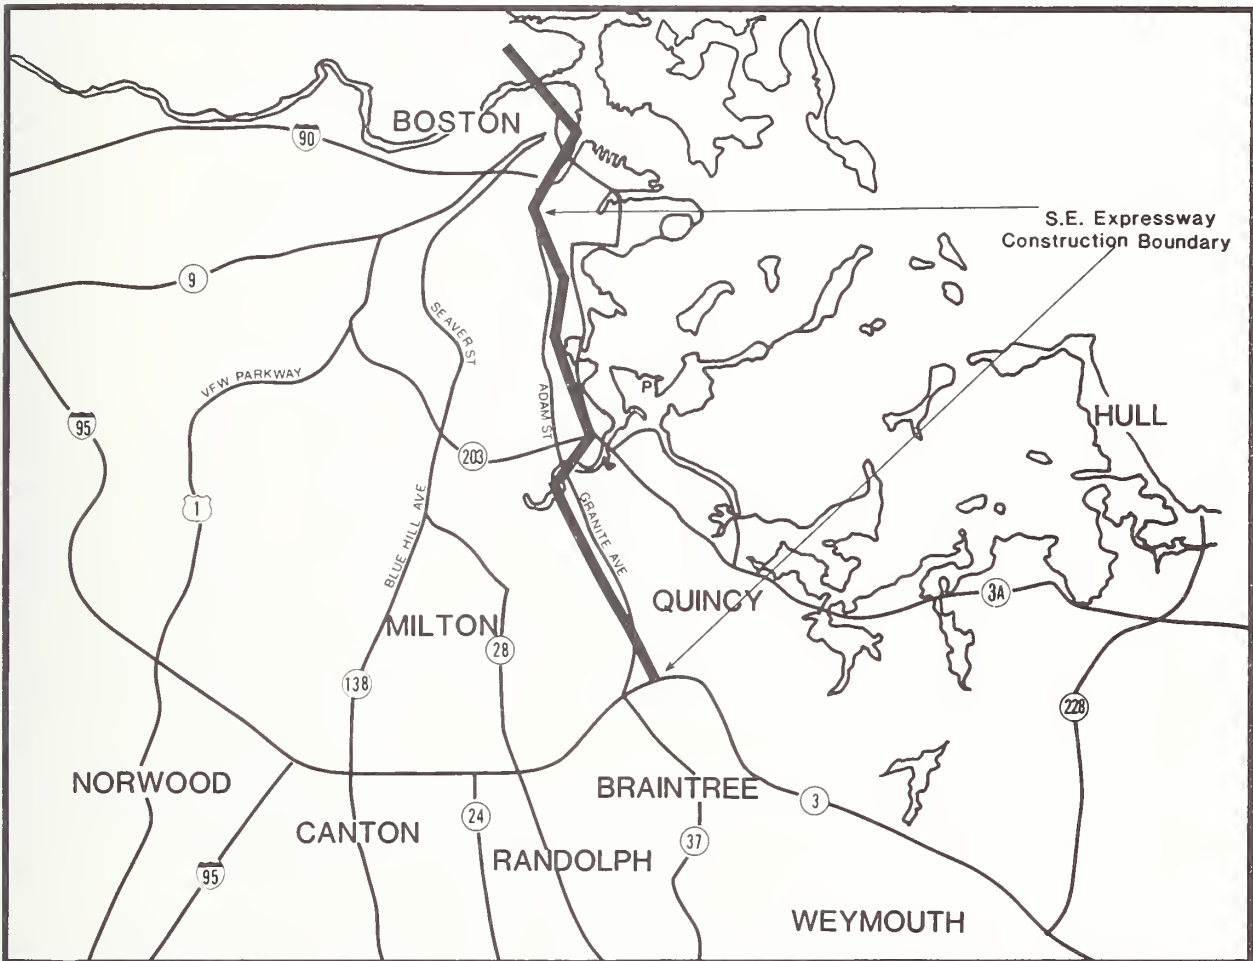 BOSTON
90
S.E. Expressway
Construction Boundary
9
SEAVER ST
VFW PARKWAY
P
ADAM ST
HULL
95
203
1
BLUE HILL AVE
GRANITE AVE
QUINCY
3A
MILTON
28
138
228
NORWOOD
BRAINTREE
3
24
CANTON
37
RANDOLPH
95
WEYMOUTH